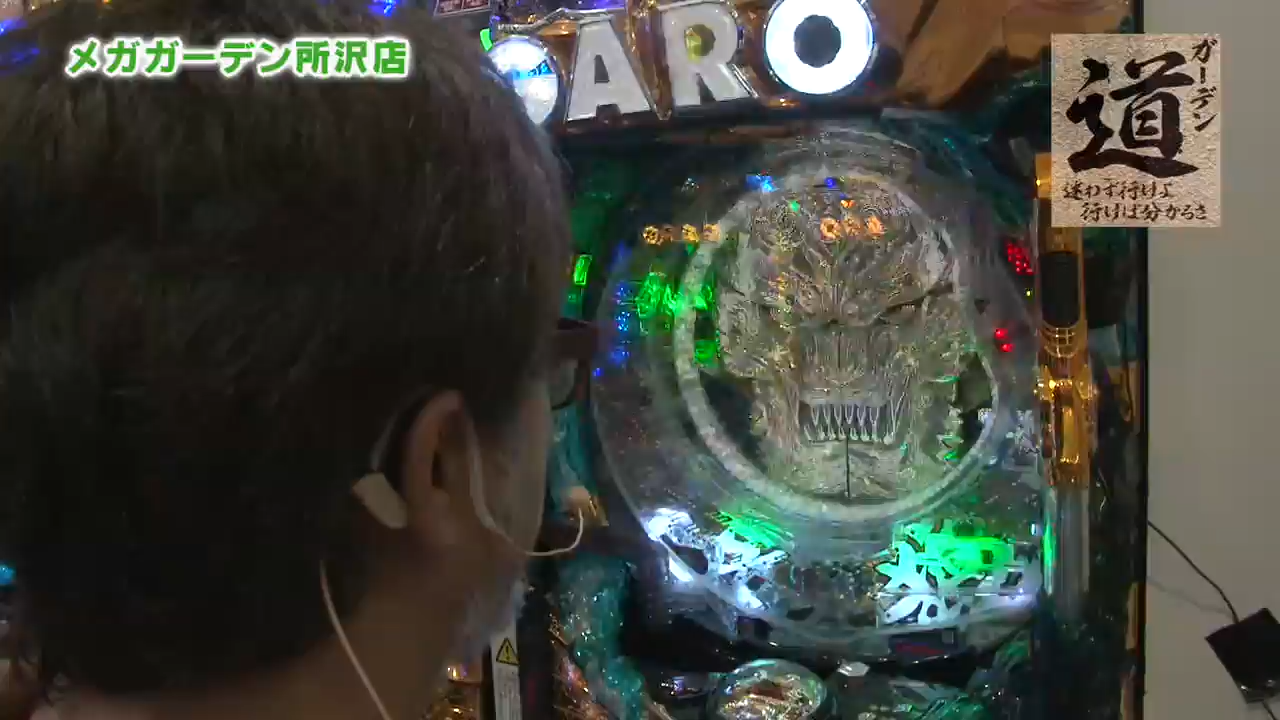 メガガーデン所沢店
ARO
ガーデン
道
迷わず行けよ
行けば分かるさ